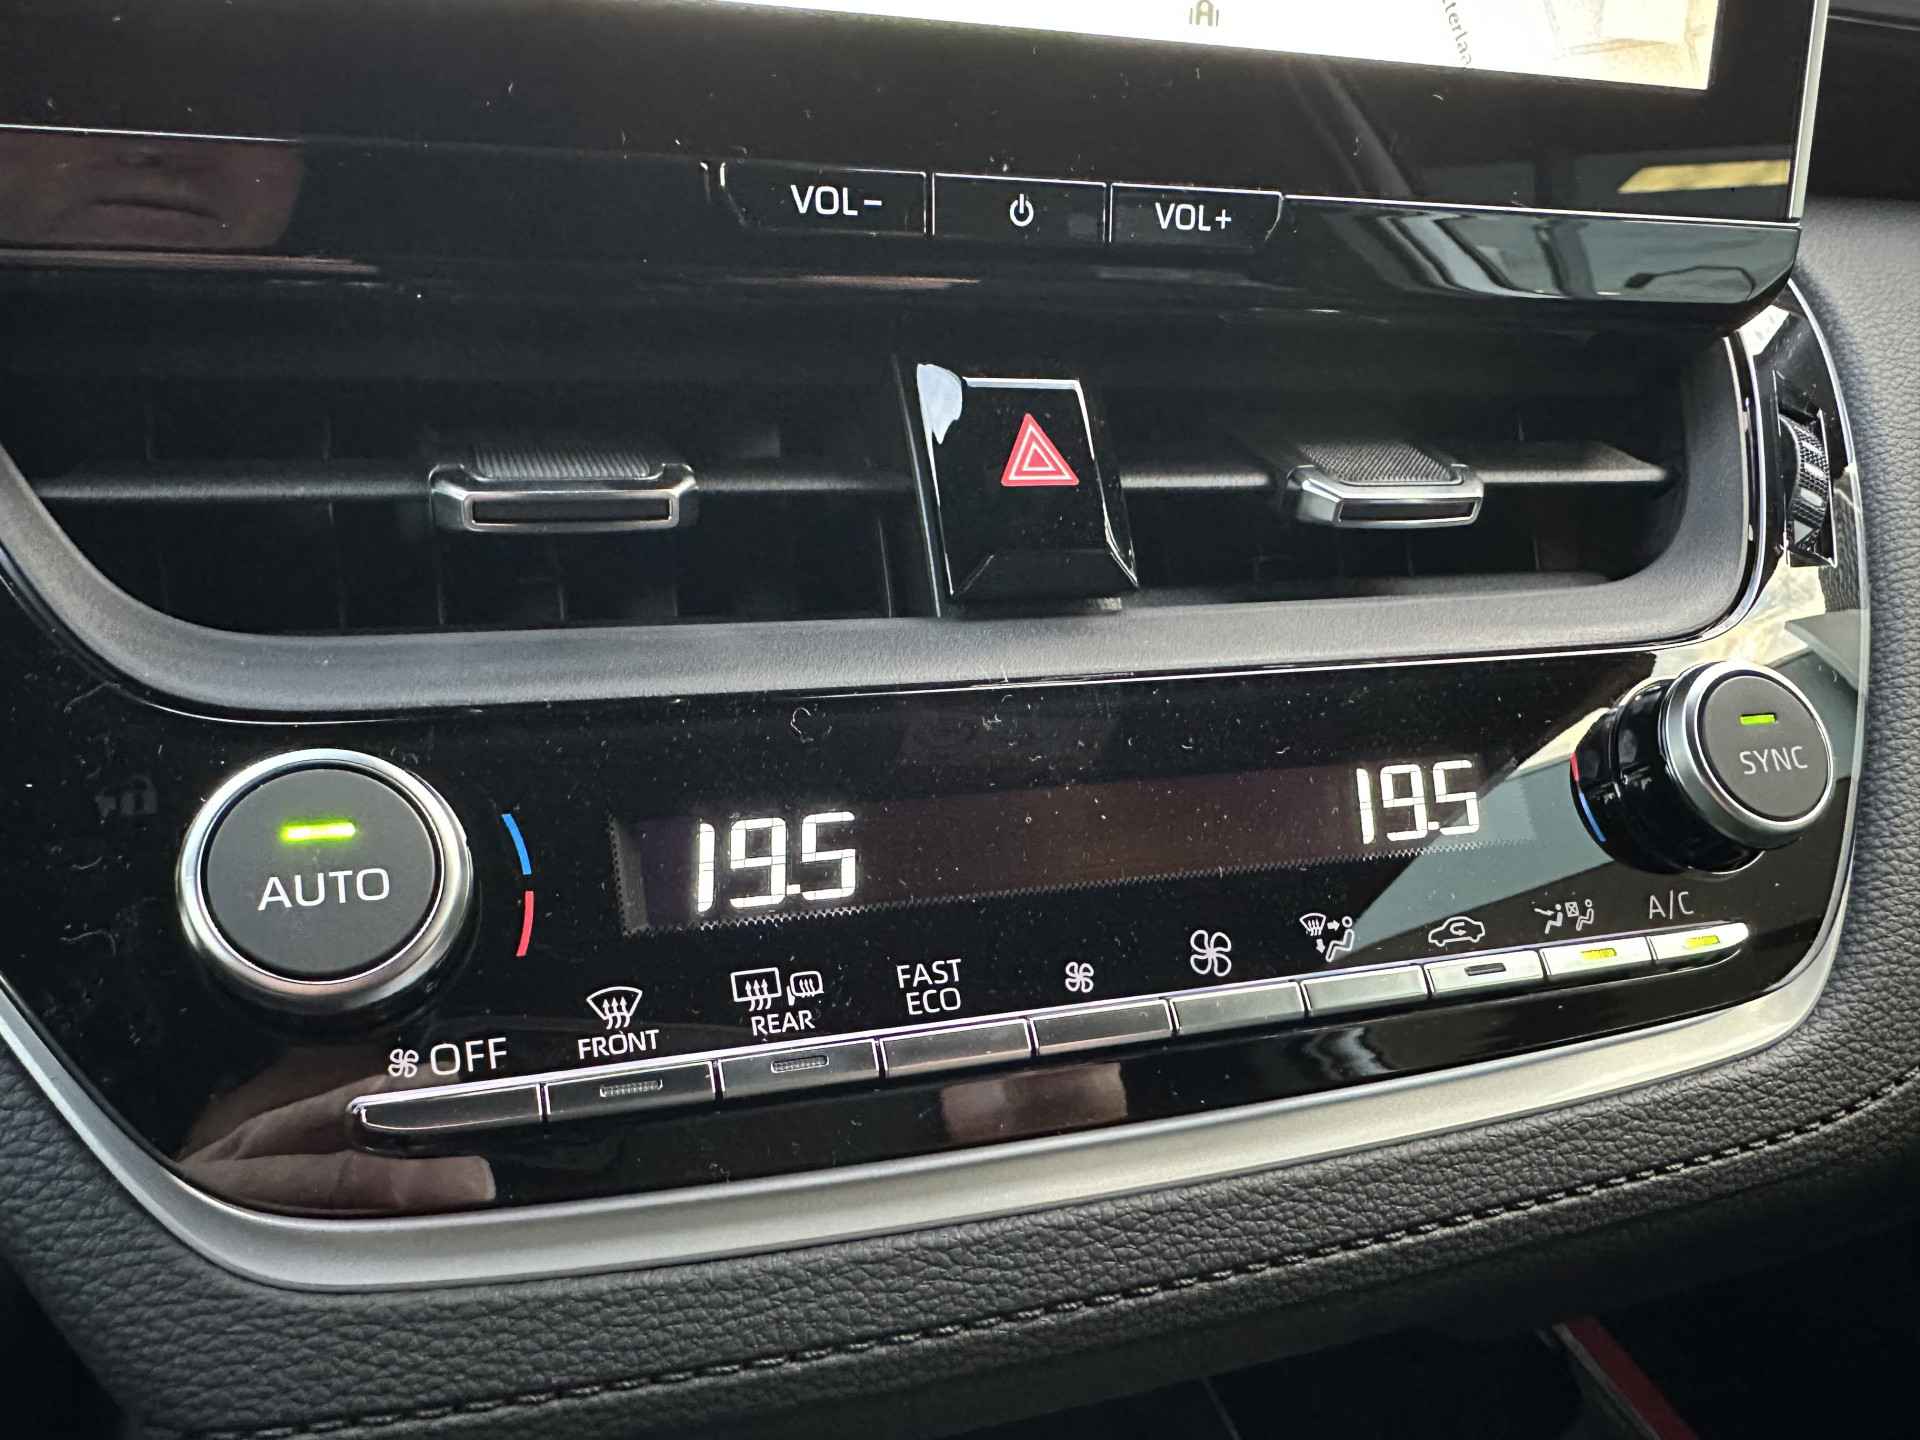 A
VOL-
VOL+
19.5
19.5
SYNC
AUTO
A/C
FAST
ECO
REAR
FRONT
OFF